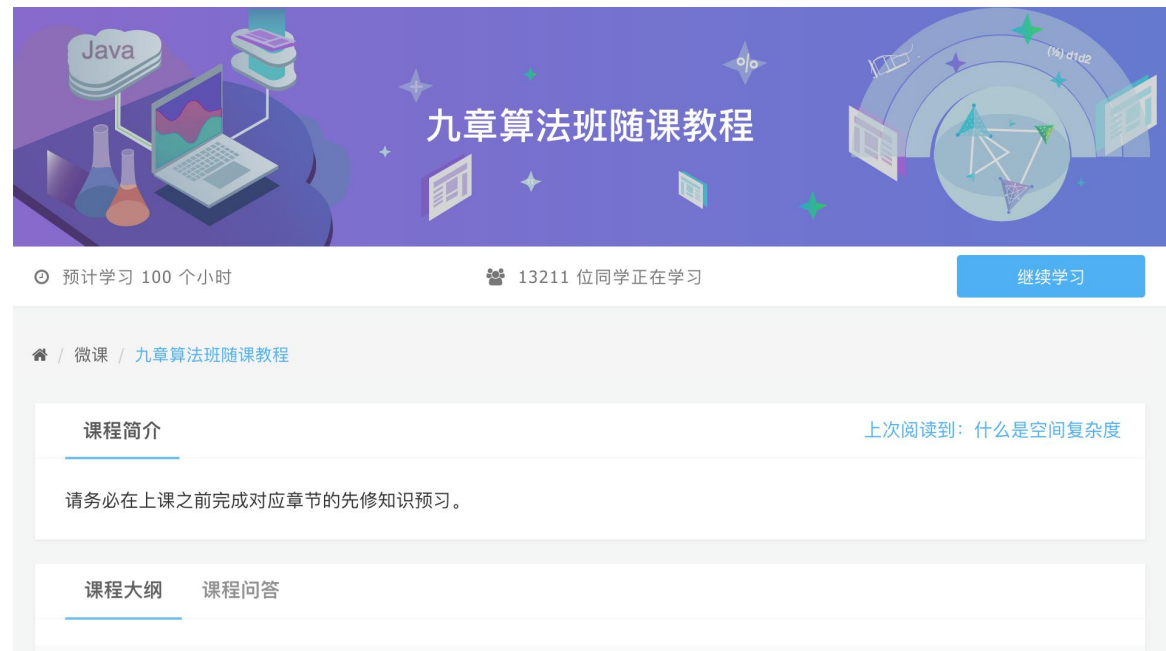 Java
(½) d1d2
九章算法班随课教程
预计学习 100 个小时
13211 位同学正在学习
继续学习
/ 微课 / 九章算法班随课教程
课程简介
上次阅读到：什么是空间复杂度
请务必在上课之前完成对应章节的先修知识预习。
课程大纲 课程问答